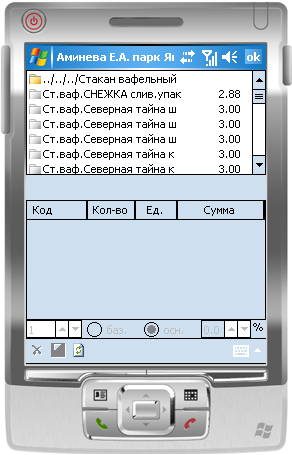 Аминева Е.А. парк Яı ok
../../../Стакан вафельный
Ст.ваф.СНЕЖКА слив.упак 2.88
Ст.ваф.Северная тайна ш 3.00
Ст.ваф.Северная тайна ш 3.00
Ст.ваф.Северная тайна ш 3.00
Ст.ваф.Северная тайна к 3.00
Ст.ваф.Северная тайна к 3.00
Код Кол-во Ед. Сумма
1 баз. осн. 0.0 %